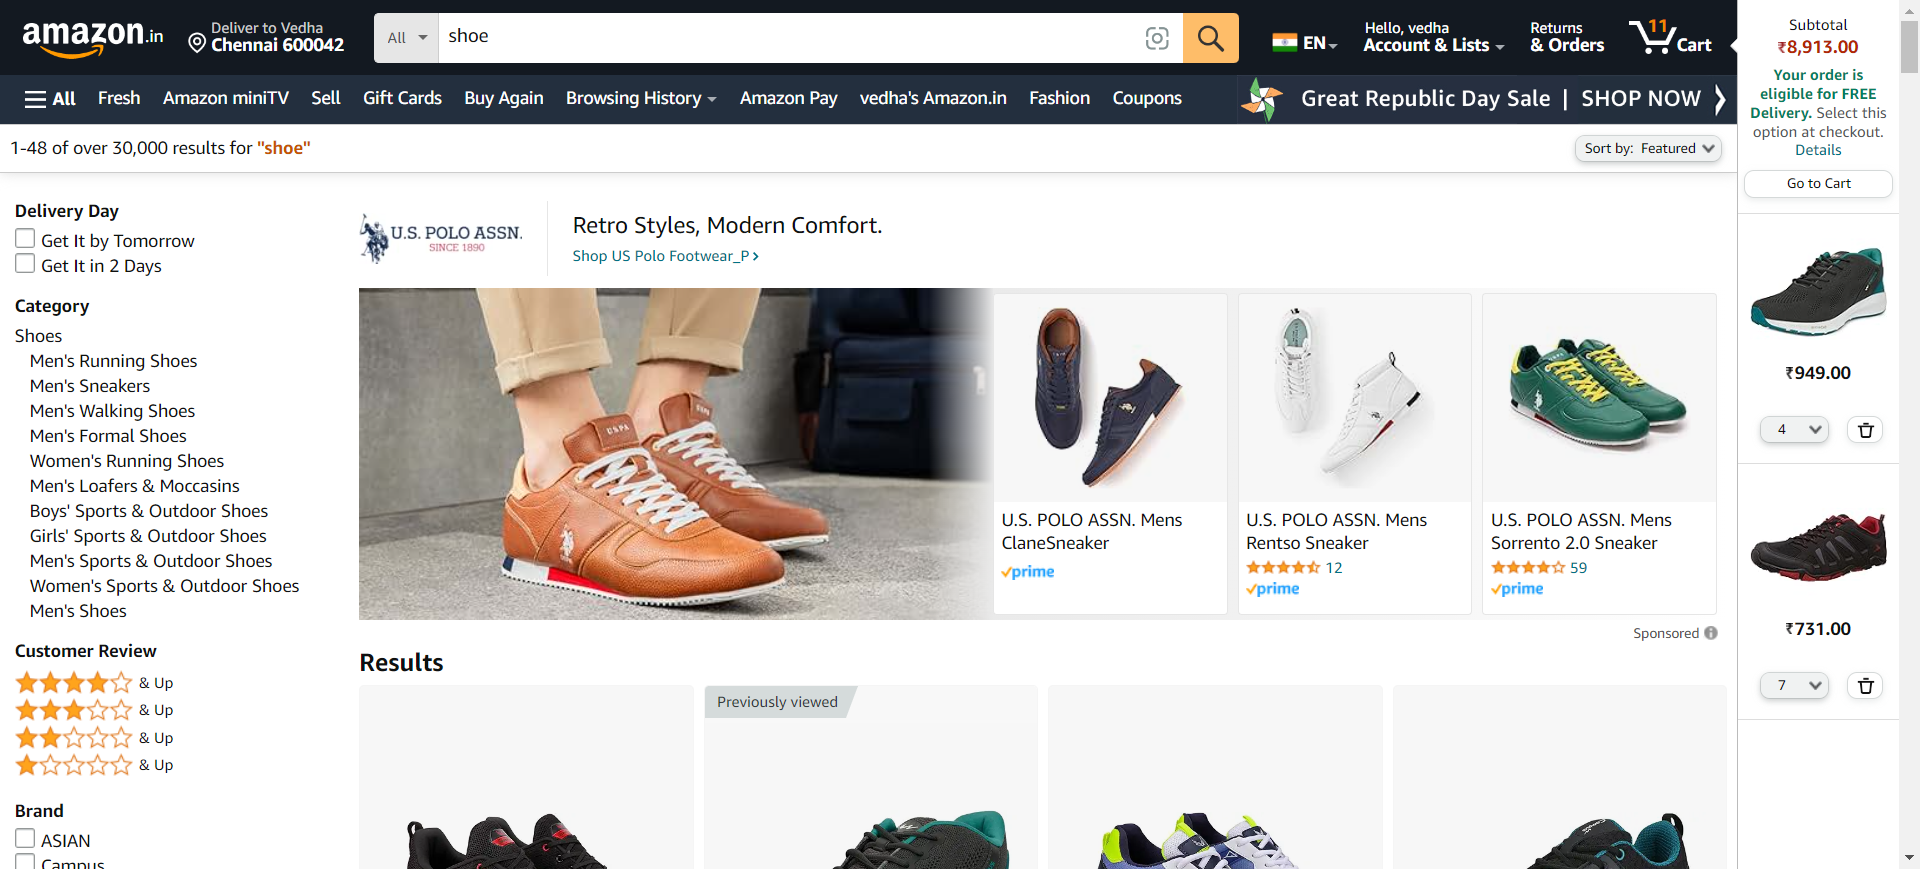 amazon.in
Deliver to Vedha
Chennai 600042
All
shoe
EN
Hello, vedha
Account & Lists
Returns
& Orders
11
Cart
All
Fresh
Amazon miniTV
Sell
Gift Cards
Buy Again
Browsing History
Amazon Pay
vedha's Amazon.in
Fashion
Coupons
Great Republic Day Sale | SHOP NOW
1-48 of over 30,000 results for "shoe"
Sort by: Featured
Delivery Day
Get It by Tomorrow
Get It in 2 Days
Category
Shoes
Men's Running Shoes
Men's Sneakers
Men's Walking Shoes
Men's Formal Shoes
Women's Running Shoes
Men's Loafers & Moccasins
Boys' Sports & Outdoor Shoes
Girls' Sports & Outdoor Shoes
Men's Sports & Outdoor Shoes
Women's Sports & Outdoor Shoes
Men's Shoes
Customer Review
& Up
& Up
& Up
& Up
Brand
ASIAN
Campus
U.S. POLO ASSN.
SINCE 1890
Retro Styles, Modern Comfort.
Shop US Polo Footwear_P
USPA
USPA
U.S. POLO ASSN. Mens
ClaneSneaker
prime
U.S. POLO ASSN. Mens
Rentso Sneaker
12
prime
U.S. POLO ASSN. Mens
Sorrento 2.0 Sneaker
59
prime
Sponsored
Results
Previously viewed
Subtotal
₹8,913.00
Your order is
eligible for FREE
Delivery. Select this
option at checkout.
Details
Go to Cart
₹949.00
4
₹731.00
7